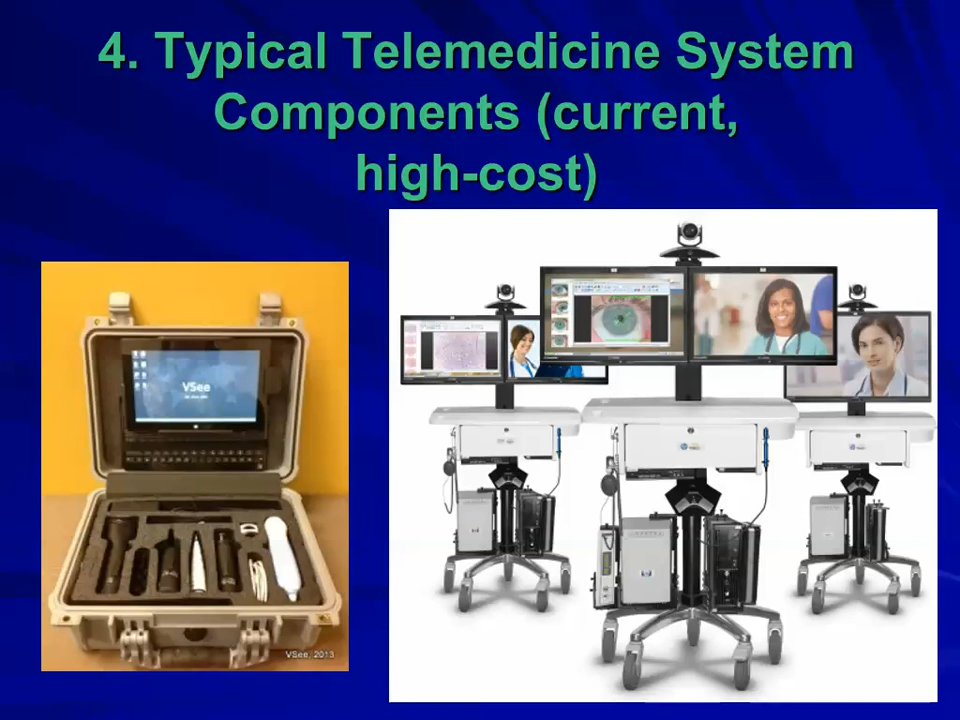 4. Typical Telemedicine System
Components (current,
high-cost)
VSee
VSee, 2013